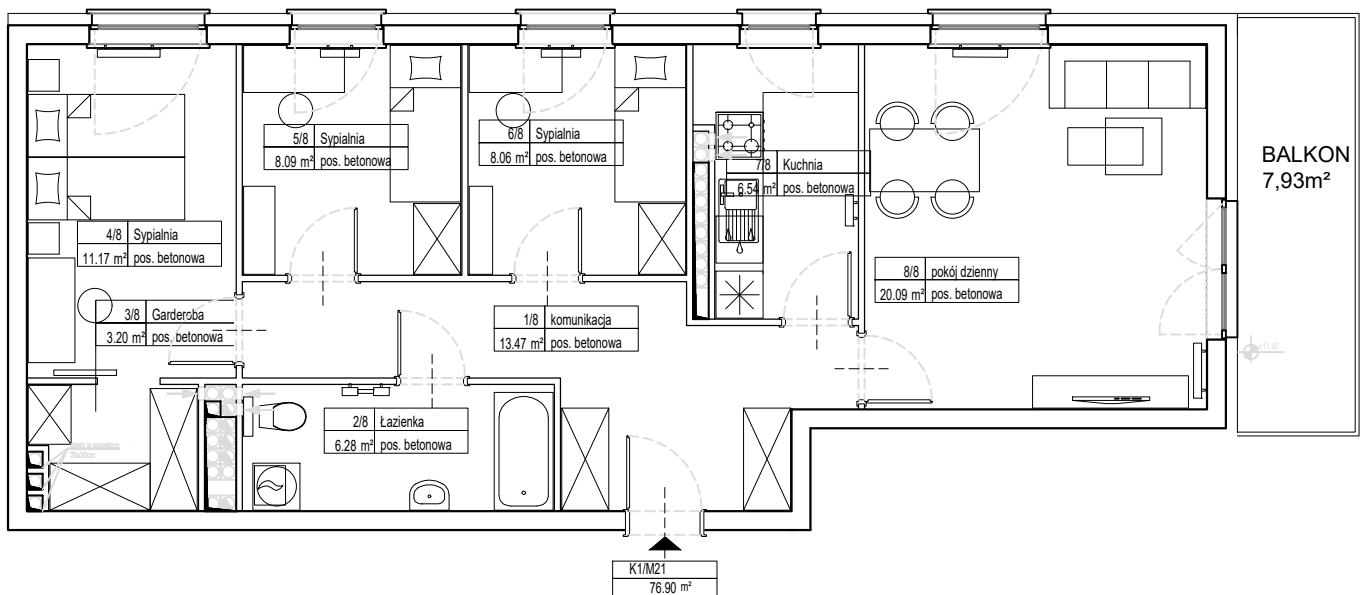 5/8 Sypialnia
8.09 m² pos. betonowa
6/8 Sypialnia
8.06 m² pos. betonowa
7/8 Kuchnia
6.54 m² pos. betonowa
BALKON
7,93m²
4/8 Sypialnia
11.17 m² pos. betonowa
8/8 pokój dzienny
20.09 m² pos. betonowa
3/8 Garderoba
3.20 m² pos. betonowa
1/8 komunikacja
13.47 m² pos. betonowa
+11.40
2/8 Łazienka
6.28 m² pos. betonowa
20x20cm
K1/M21
76.90 m²